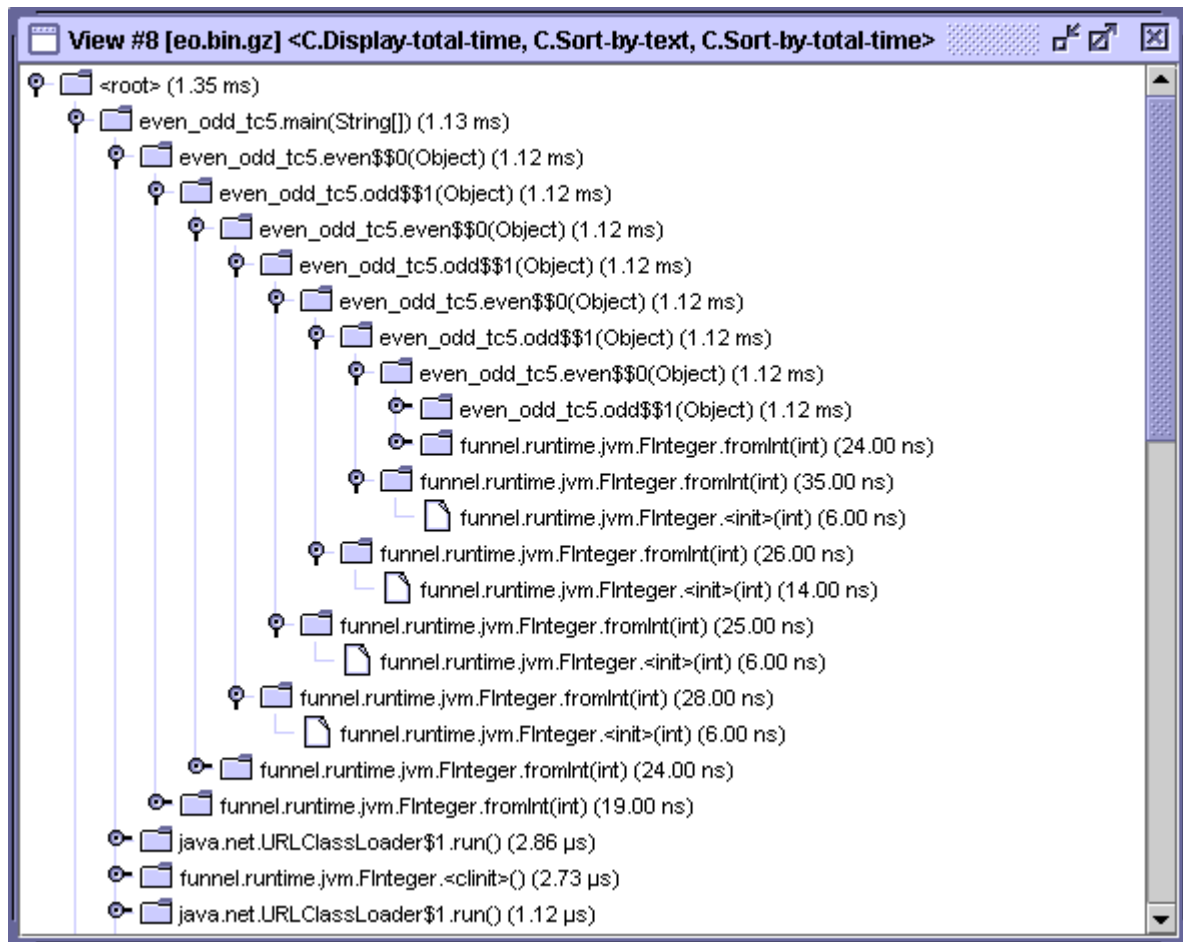 View #8 [eo.bin.gz] <C.Display-total-time, C.Sort-by-text, C.Sort-by-total-time>
<root> (1.35 ms)
even_odd_tc5.main(String[]) (1.13 ms)
even_odd_tc5.even$$0(Object) (1.12 ms)
even_odd_tc5.odd$$1(Object) (1.12 ms)
even_odd_tc5.even$$0(Object) (1.12 ms)
even_odd_tc5.odd$$1(Object) (1.12 ms)
even_odd_tc5.even$$0(Object) (1.12 ms)
even_odd_tc5.odd$$1(Object) (1.12 ms)
even_odd_tc5.even$$0(Object) (1.12 ms)
even_odd_tc5.odd$$1(Object) (1.12 ms)
funnel.runtime.jvm.FInteger.fromInt(int) (24.00 ns)
funnel.runtime.jvm.FInteger.fromInt(int) (35.00 ns)
funnel.runtime.jvm.FInteger.<init>(int) (6.00 ns)
funnel.runtime.jvm.FInteger.fromInt(int) (26.00 ns)
funnel.runtime.jvm.FInteger.<init>(int) (14.00 ns)
funnel.runtime.jvm.FInteger.fromInt(int) (25.00 ns)
funnel.runtime.jvm.FInteger.<init>(int) (6.00 ns)
funnel.runtime.jvm.FInteger.fromInt(int) (28.00 ns)
funnel.runtime.jvm.FInteger.<init>(int) (6.00 ns)
funnel.runtime.jvm.FInteger.fromInt(int) (24.00 ns)
funnel.runtime.jvm.FInteger.fromInt(int) (19.00 ns)
java.net.URLClassLoader$1.run() (2.86 µs)
funnel.runtime.jvm.FInteger.<clinit>() (2.73 µs)
java.net.URLClassLoader$1.run() (1.12 µs)